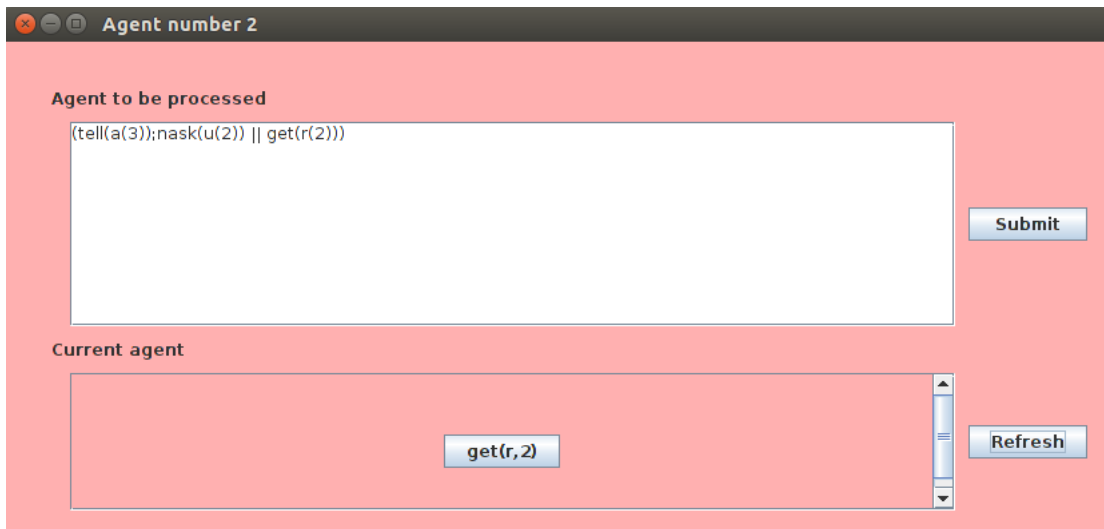 Agent number 2
Agent to be processed
(tell(a(3));nask(u(2)) || get(r(2)))
Submit
Current agent
get(r,2)
Refresh